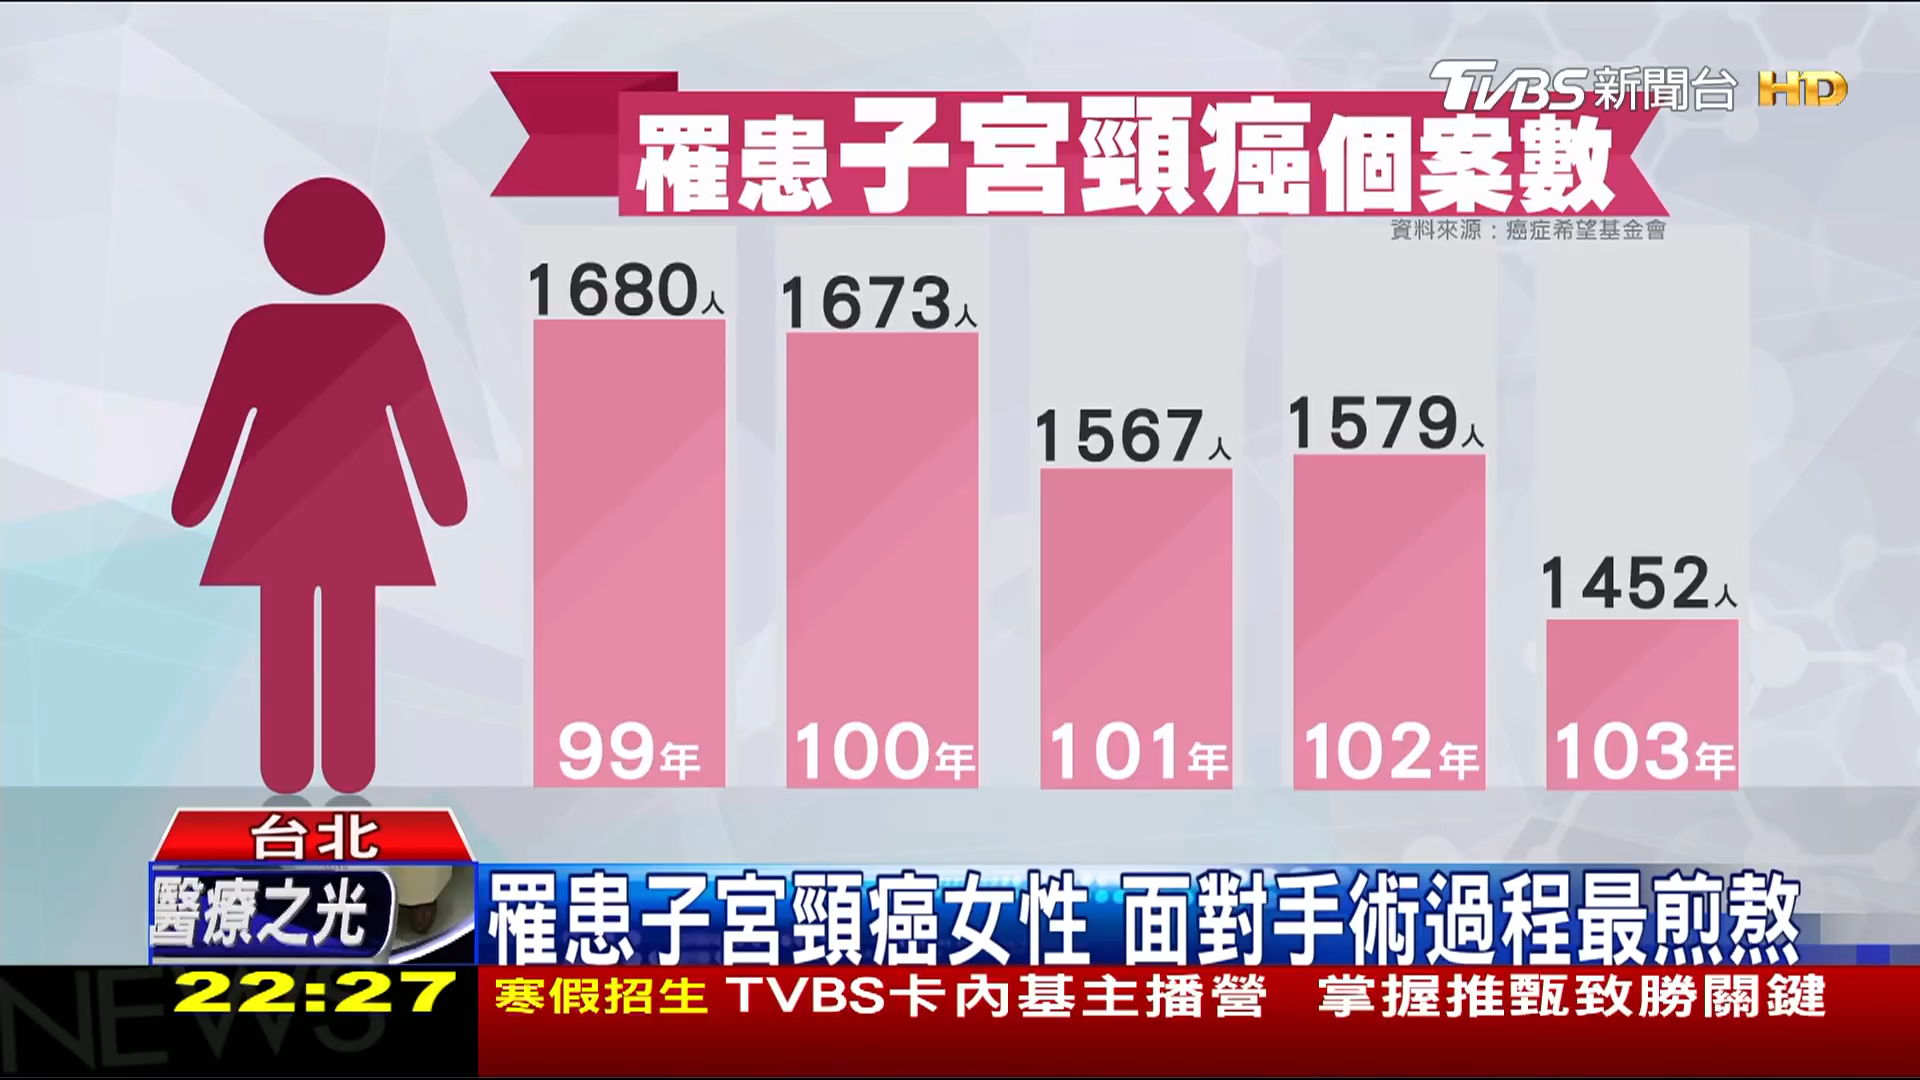 TVBS新聞台 HD
罹患子宮頸癌個案數
資料來源：癌症希望基金會
1680人
1673人
1567人
1579人
1452人
99年
100年
101年
102年
103年
台北
醫療之光
罹患子宮頸癌女性 面對手術過程最煎熬
22:27
寒假招生 TVBS卡內基主播營 掌握推甄致勝關鍵
NEWS